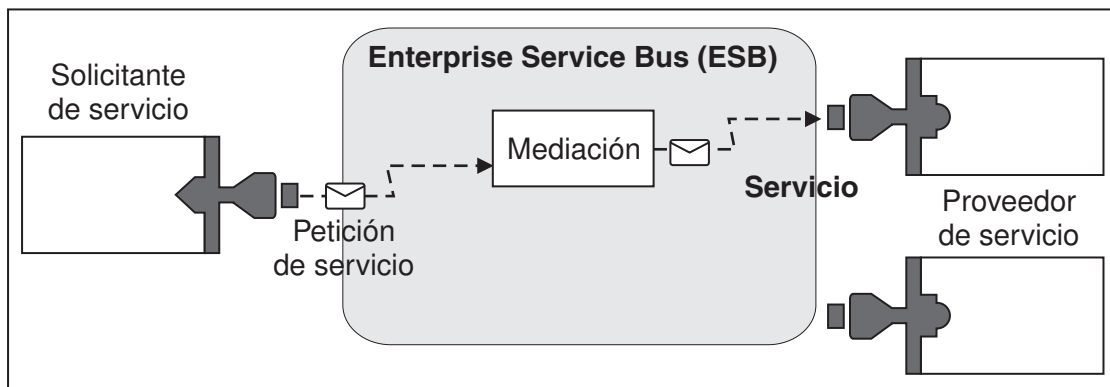 Enterprise Service Bus (ESB)
Solicitante
de servicio
Mediación
Servicio
Petición
de servicio
Proveedor
de servicio